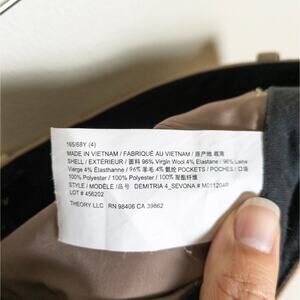 165/68Y (4)
MADE IN VIETNAM / FABRIQUÉ AU VIETNAM / 原产地 越南
SHELL / EXTÉRIEUR / 面料 96% Virgin Wool 4% Elastane / 96% Laine
Vierge 4% Élasthanne / 96% 羊毛 4% 氨纶 POCKETS / POCHES / 口袋
100% Polyester / 100% Polyester / 100% 聚酯纤维
STYLE / MODÈLE / 品号 DEMITRIA 4_SEVONA # M011204R
LOT # 456202
THEORY LLC RN 98406 CA 39862